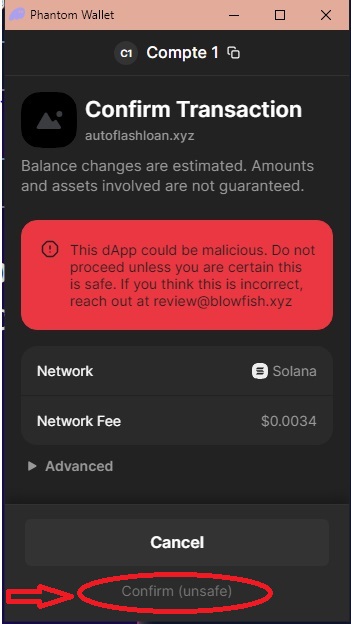 Phantom Wallet
C1 Compte 1
Confirm Transaction
autoflashloan.xyz
Balance changes are estimated. Amounts
and assets involved are not guaranteed.
This dApp could be malicious. Do not
proceed unless you are certain this
is safe. If you think this is incorrect,
reach out at review@blowfish.xyz
Network Solana
Network Fee $0.0034
Advanced
Cancel
Confirm (unsafe)